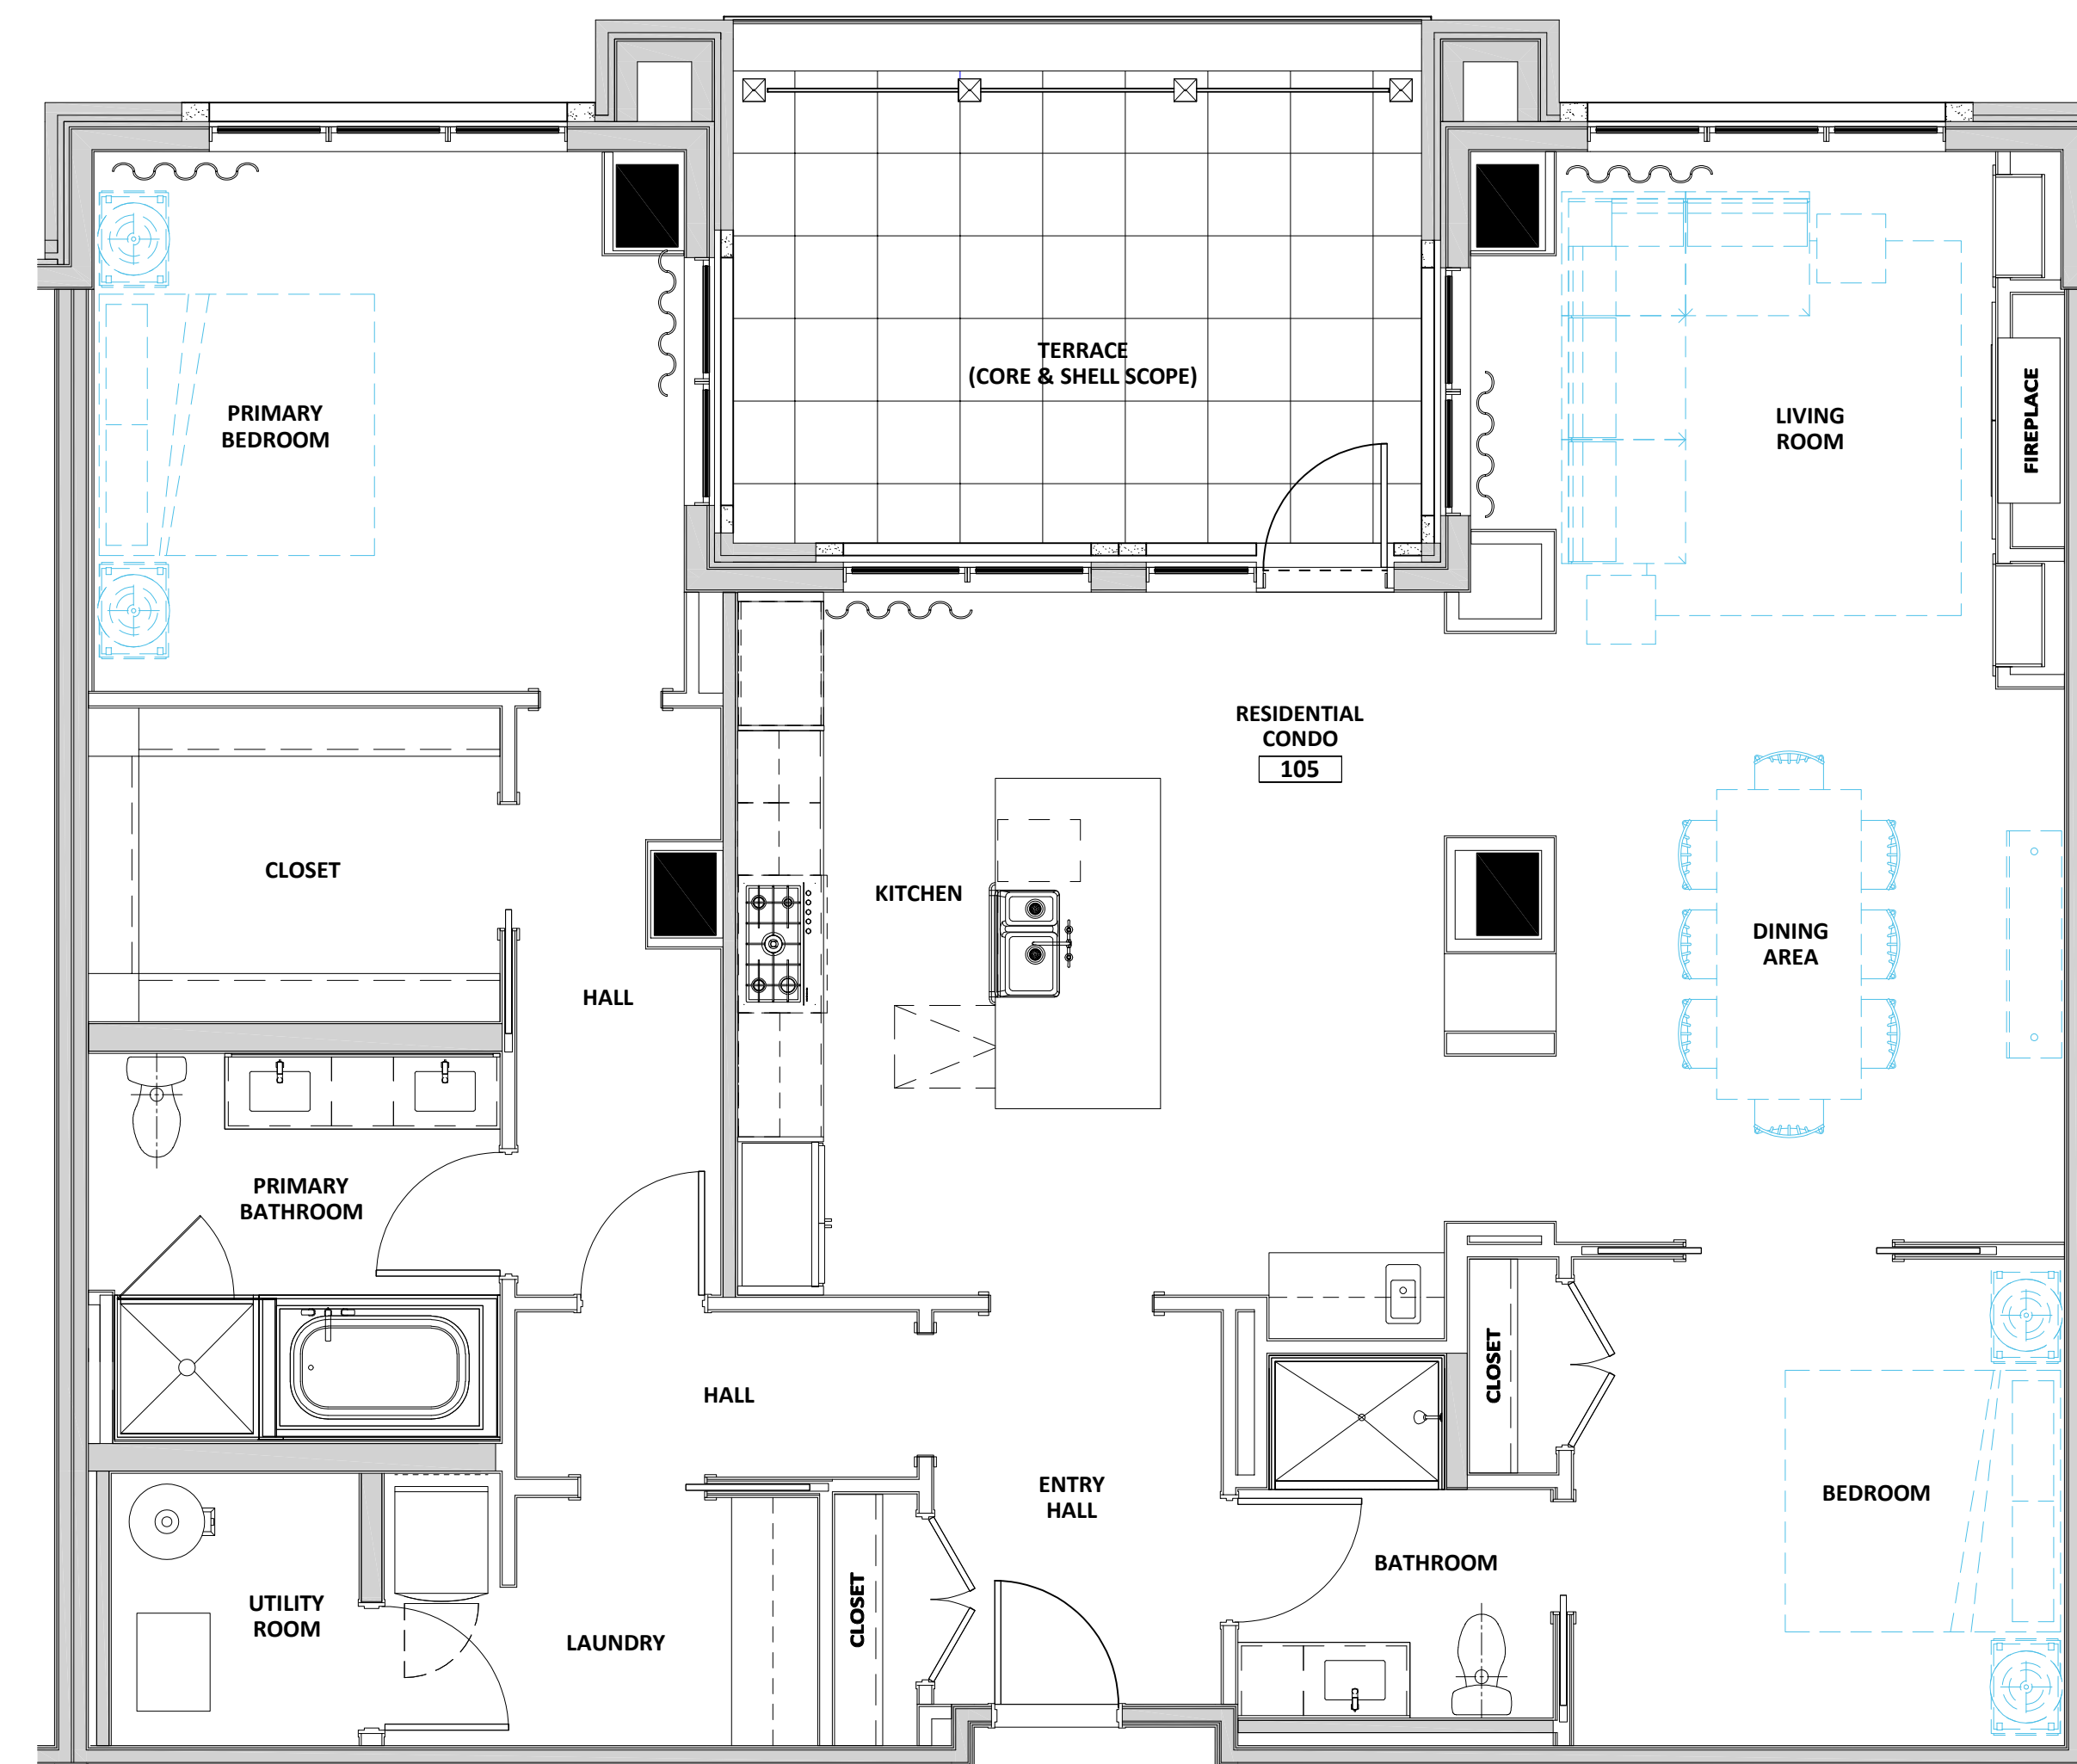 TERRACE
(CORE & SHELL SCOPE)
PRIMARY
BEDROOM
LIVING
ROOM
FIREPLACE
RESIDENTIAL
CONDO
105
CLOSET
KITCHEN
DINING
AREA
HALL
PRIMARY
BATHROOM
HALL
CLOSET
ENTRY
HALL
BEDROOM
BATHROOM
UTILITY
ROOM
LAUNDRY
CLOSET